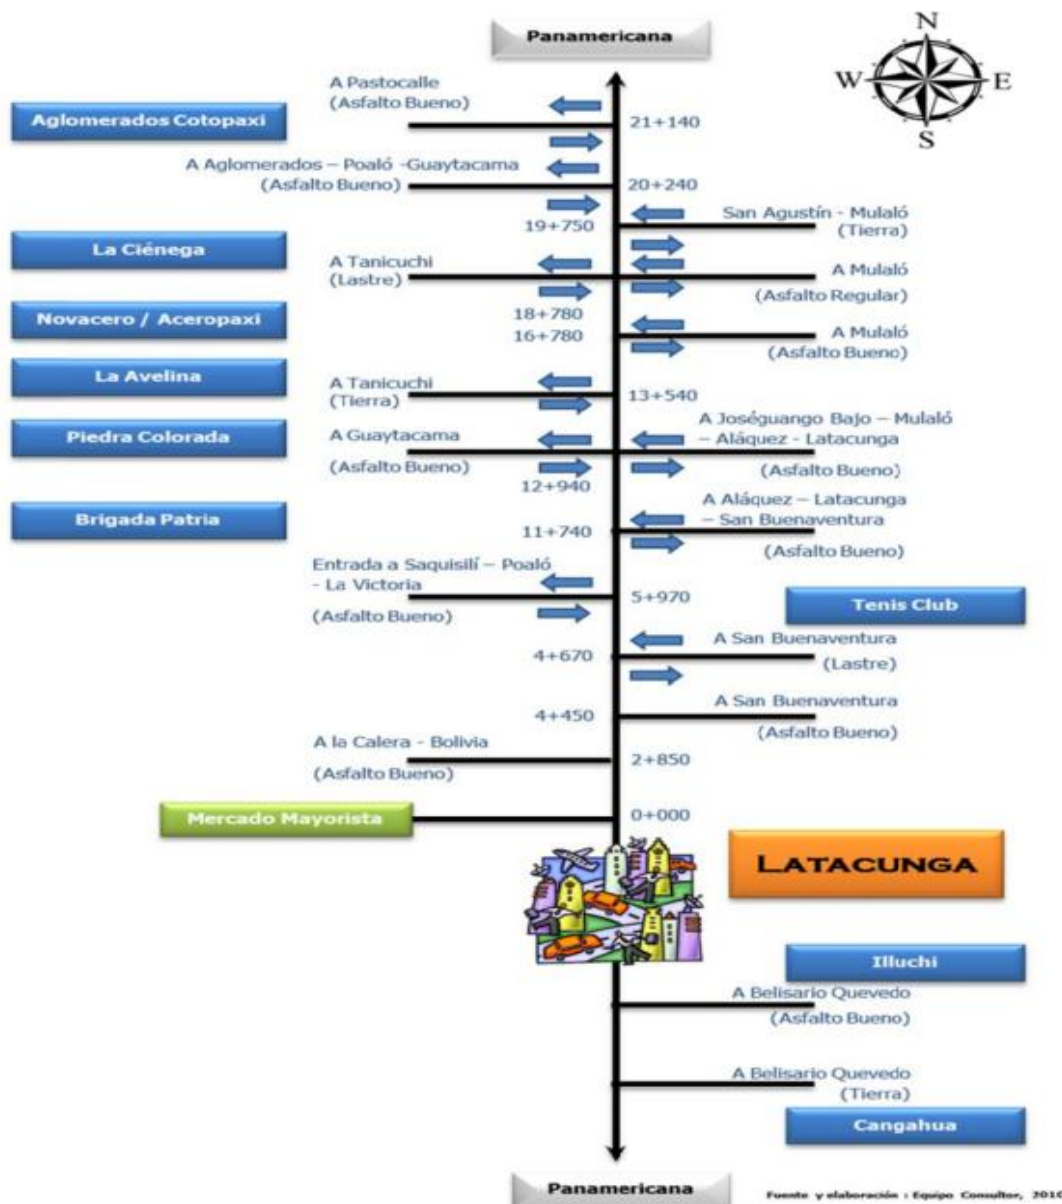 Panamericana
N
W E
S
A Pastocalle
(Asfalto Bueno)
Aglomerados Cotopaxi
21+140
A Aglomerados – Poaló -Guaytacama
(Asfalto Bueno)
20+240
San Agustín - Mulaló
(Tierra)
19+750
La Ciénega
A Tanicuchi
(Lastre)
A Mulaló
(Asfalto Regular)
18+780
Novacero / Aceropaxi
16+780
A Mulaló
(Asfalto Bueno)
La Avelina
A Tanicuchi
(Tierra)
13+540
Piedra Colorada
A Guaytacama
(Asfalto Bueno)
A Joséguango Bajo – Mulaló
– Aláquez - Latacunga
(Asfalto Bueno)
12+940
Brigada Patria
A Aláquez – Latacunga
– San Buenaventura
(Asfalto Bueno)
11+740
Entrada a Saquisilí – Poaló
- La Victoria
(Asfalto Bueno)
5+970
Tenis Club
4+670
A San Buenaventura
(Lastre)
4+450
A San Buenaventura
(Asfalto Bueno)
A la Calera - Bolivia
(Asfalto Bueno)
2+850
Mercado Mayorista
0+000
LATACUNGA
Illuchi
A Belisario Quevedo
(Asfalto Bueno)
A Belisario Quevedo
(Tierra)
Cangahua
Panamericana
Fuente y elaboración : Equipo Consultor,